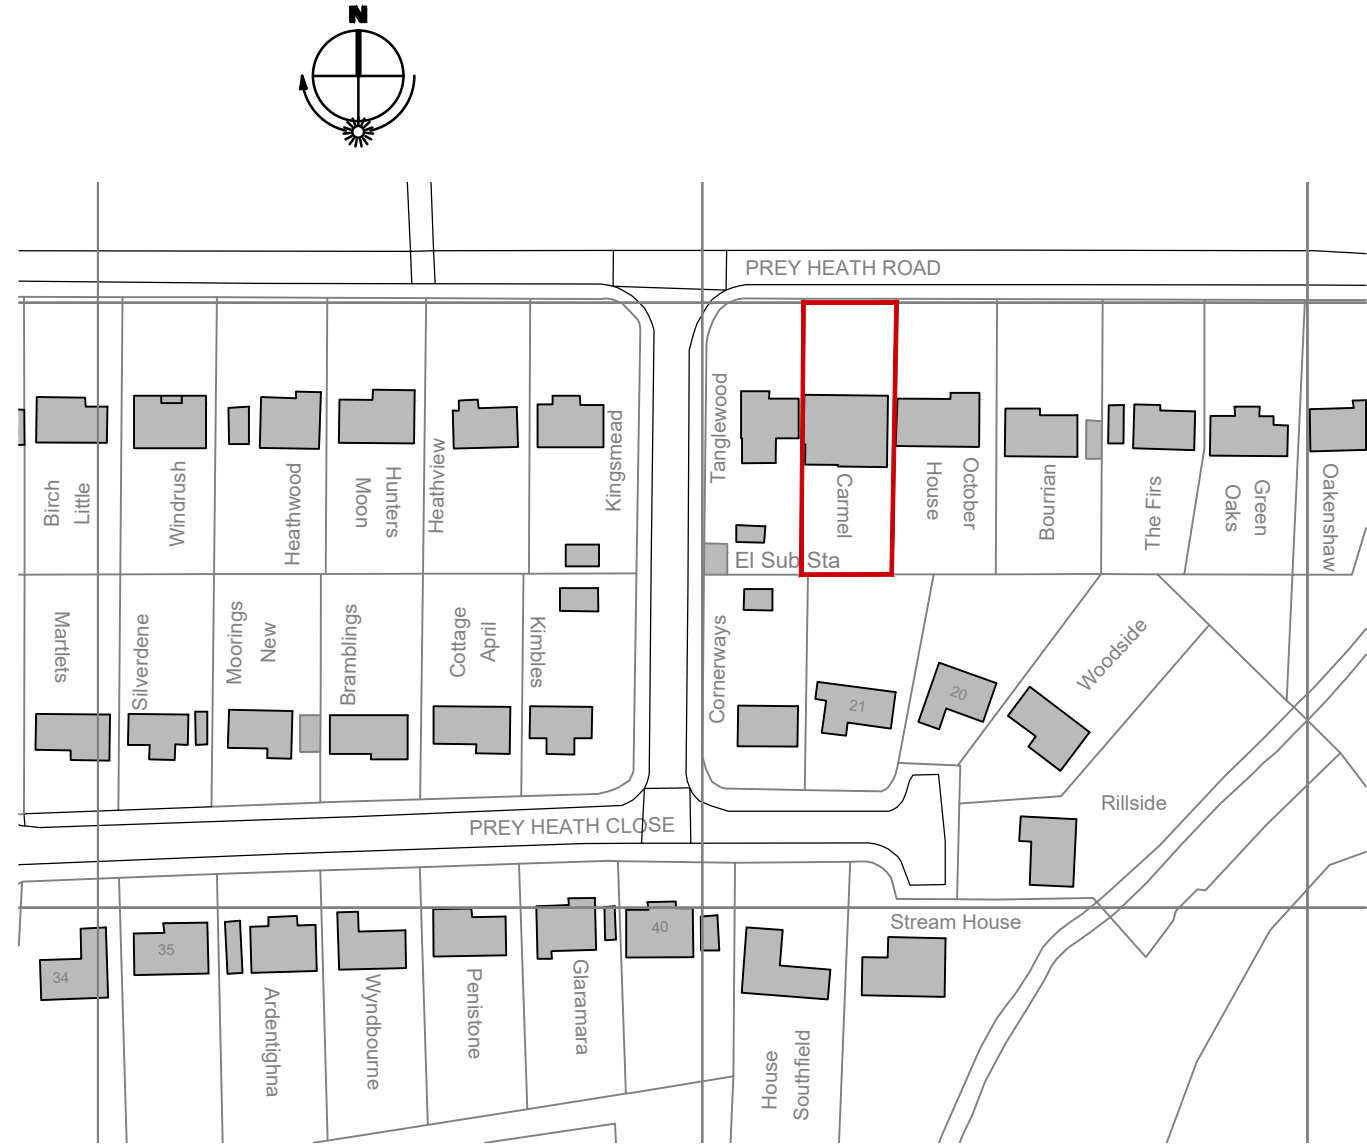 N
PREY HEATH ROAD
Birch
Little
Windrush
Heathwood
Hunters
Moon
Heathview
Kingsmead
Tanglewood
Carmel
October
House
Bourrian
The Firs
Green
Oaks
Oakenshaw
El Sub Sta
Martlets
Silverdene
Moorings
New
Bramblings
Cottage
April
Kimbles
Cornerways
21
20
Woodside
Rillside
PREY HEATH CLOSE
Stream House
34
35
Ardentighna
Wyndbourne
Penistone
Glaramara
40
House
Southfield